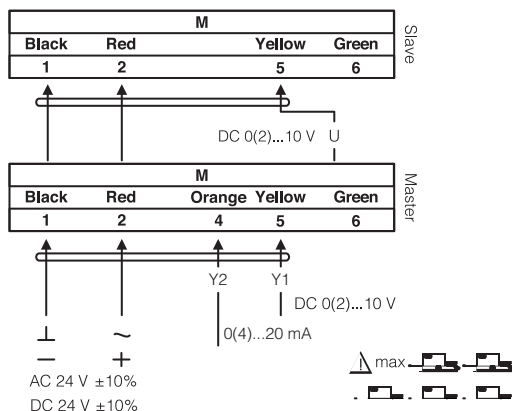 M
Black Red Yellow Green
1 2 5 6
Slave
DC 0(2)...10 V U
M
Black Red Orange Yellow Green
1 2 4 5 6
Master
Y2 Y1
DC 0(2)...10 V
⊥ ~ 0(4)...20 mA
− +
AC 24 V ±10%
DC 24 V ±10%
max